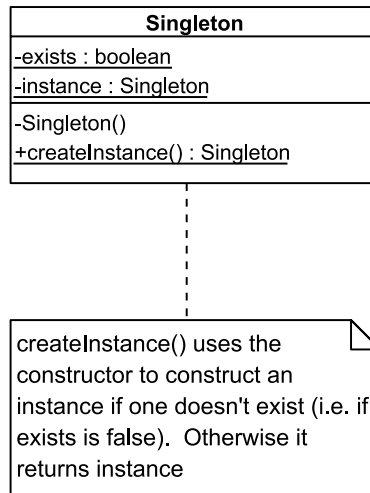 Singleton
-exists : boolean
-instance : Singleton
-Singleton()
+createInstance() : Singleton
createInstance() uses the
constructor to construct an
instance if one doesn't exist (i.e. if
exists is false).  Otherwise it
returns instance